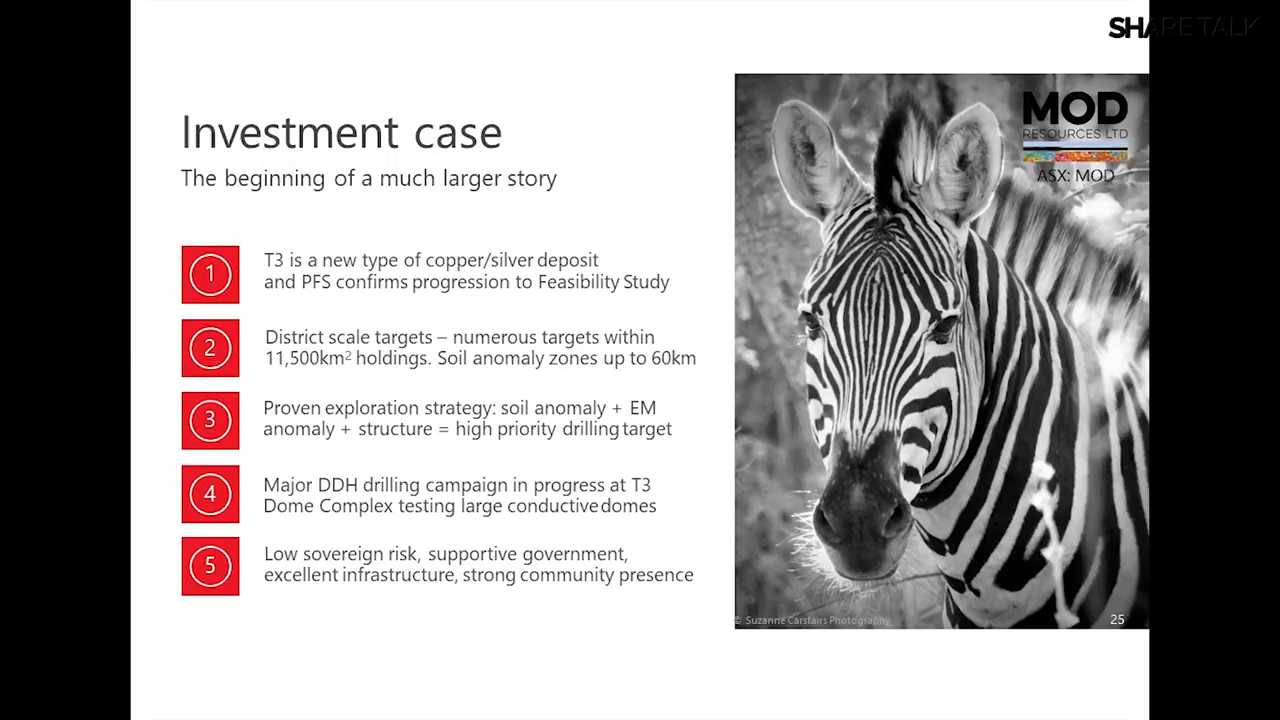 SHARETALK
Investment case
The beginning of a much larger story
MOD
RESOURCES LTD
ASX: MOD
1
T3 is a new type of copper/silver deposit
and PFS confirms progression to Feasibility Study
2
District scale targets – numerous targets within
11,500km² holdings. Soil anomaly zones up to 60km
3
Proven exploration strategy: soil anomaly + EM
anomaly + structure = high priority drilling target
4
Major DDH drilling campaign in progress at T3
Dome Complex testing large conductive domes
5
Low sovereign risk, supportive government,
excellent infrastructure, strong community presence
© Suzanne Carstairs Photography
25